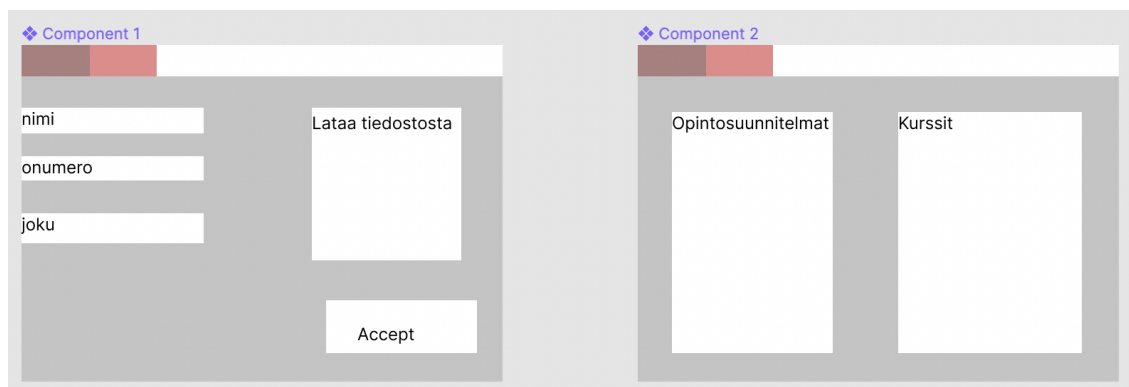 Component 1
nimi
onumero
joku
Lataa tiedostosta
Accept
Component 2
Opintosuunnitelmat
Kurssit